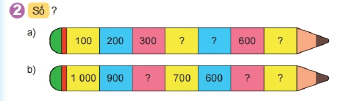 2 Số ?
a) 100 200 300 ? ? 600 ?
b) 1 000 900 ? 700 600 ? ?